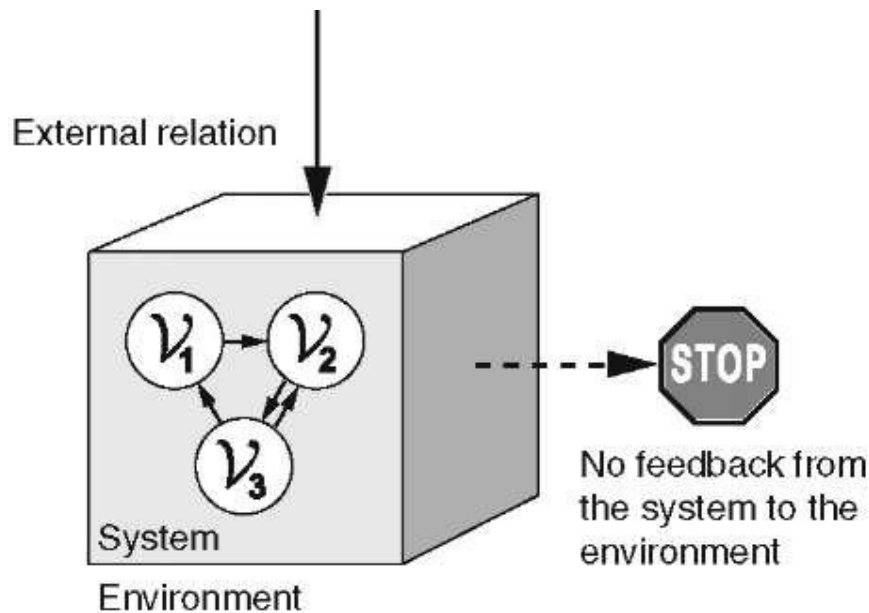 External relation
V1
V2
V3
STOP
No feedback from
the system to the
environment
System
Environment